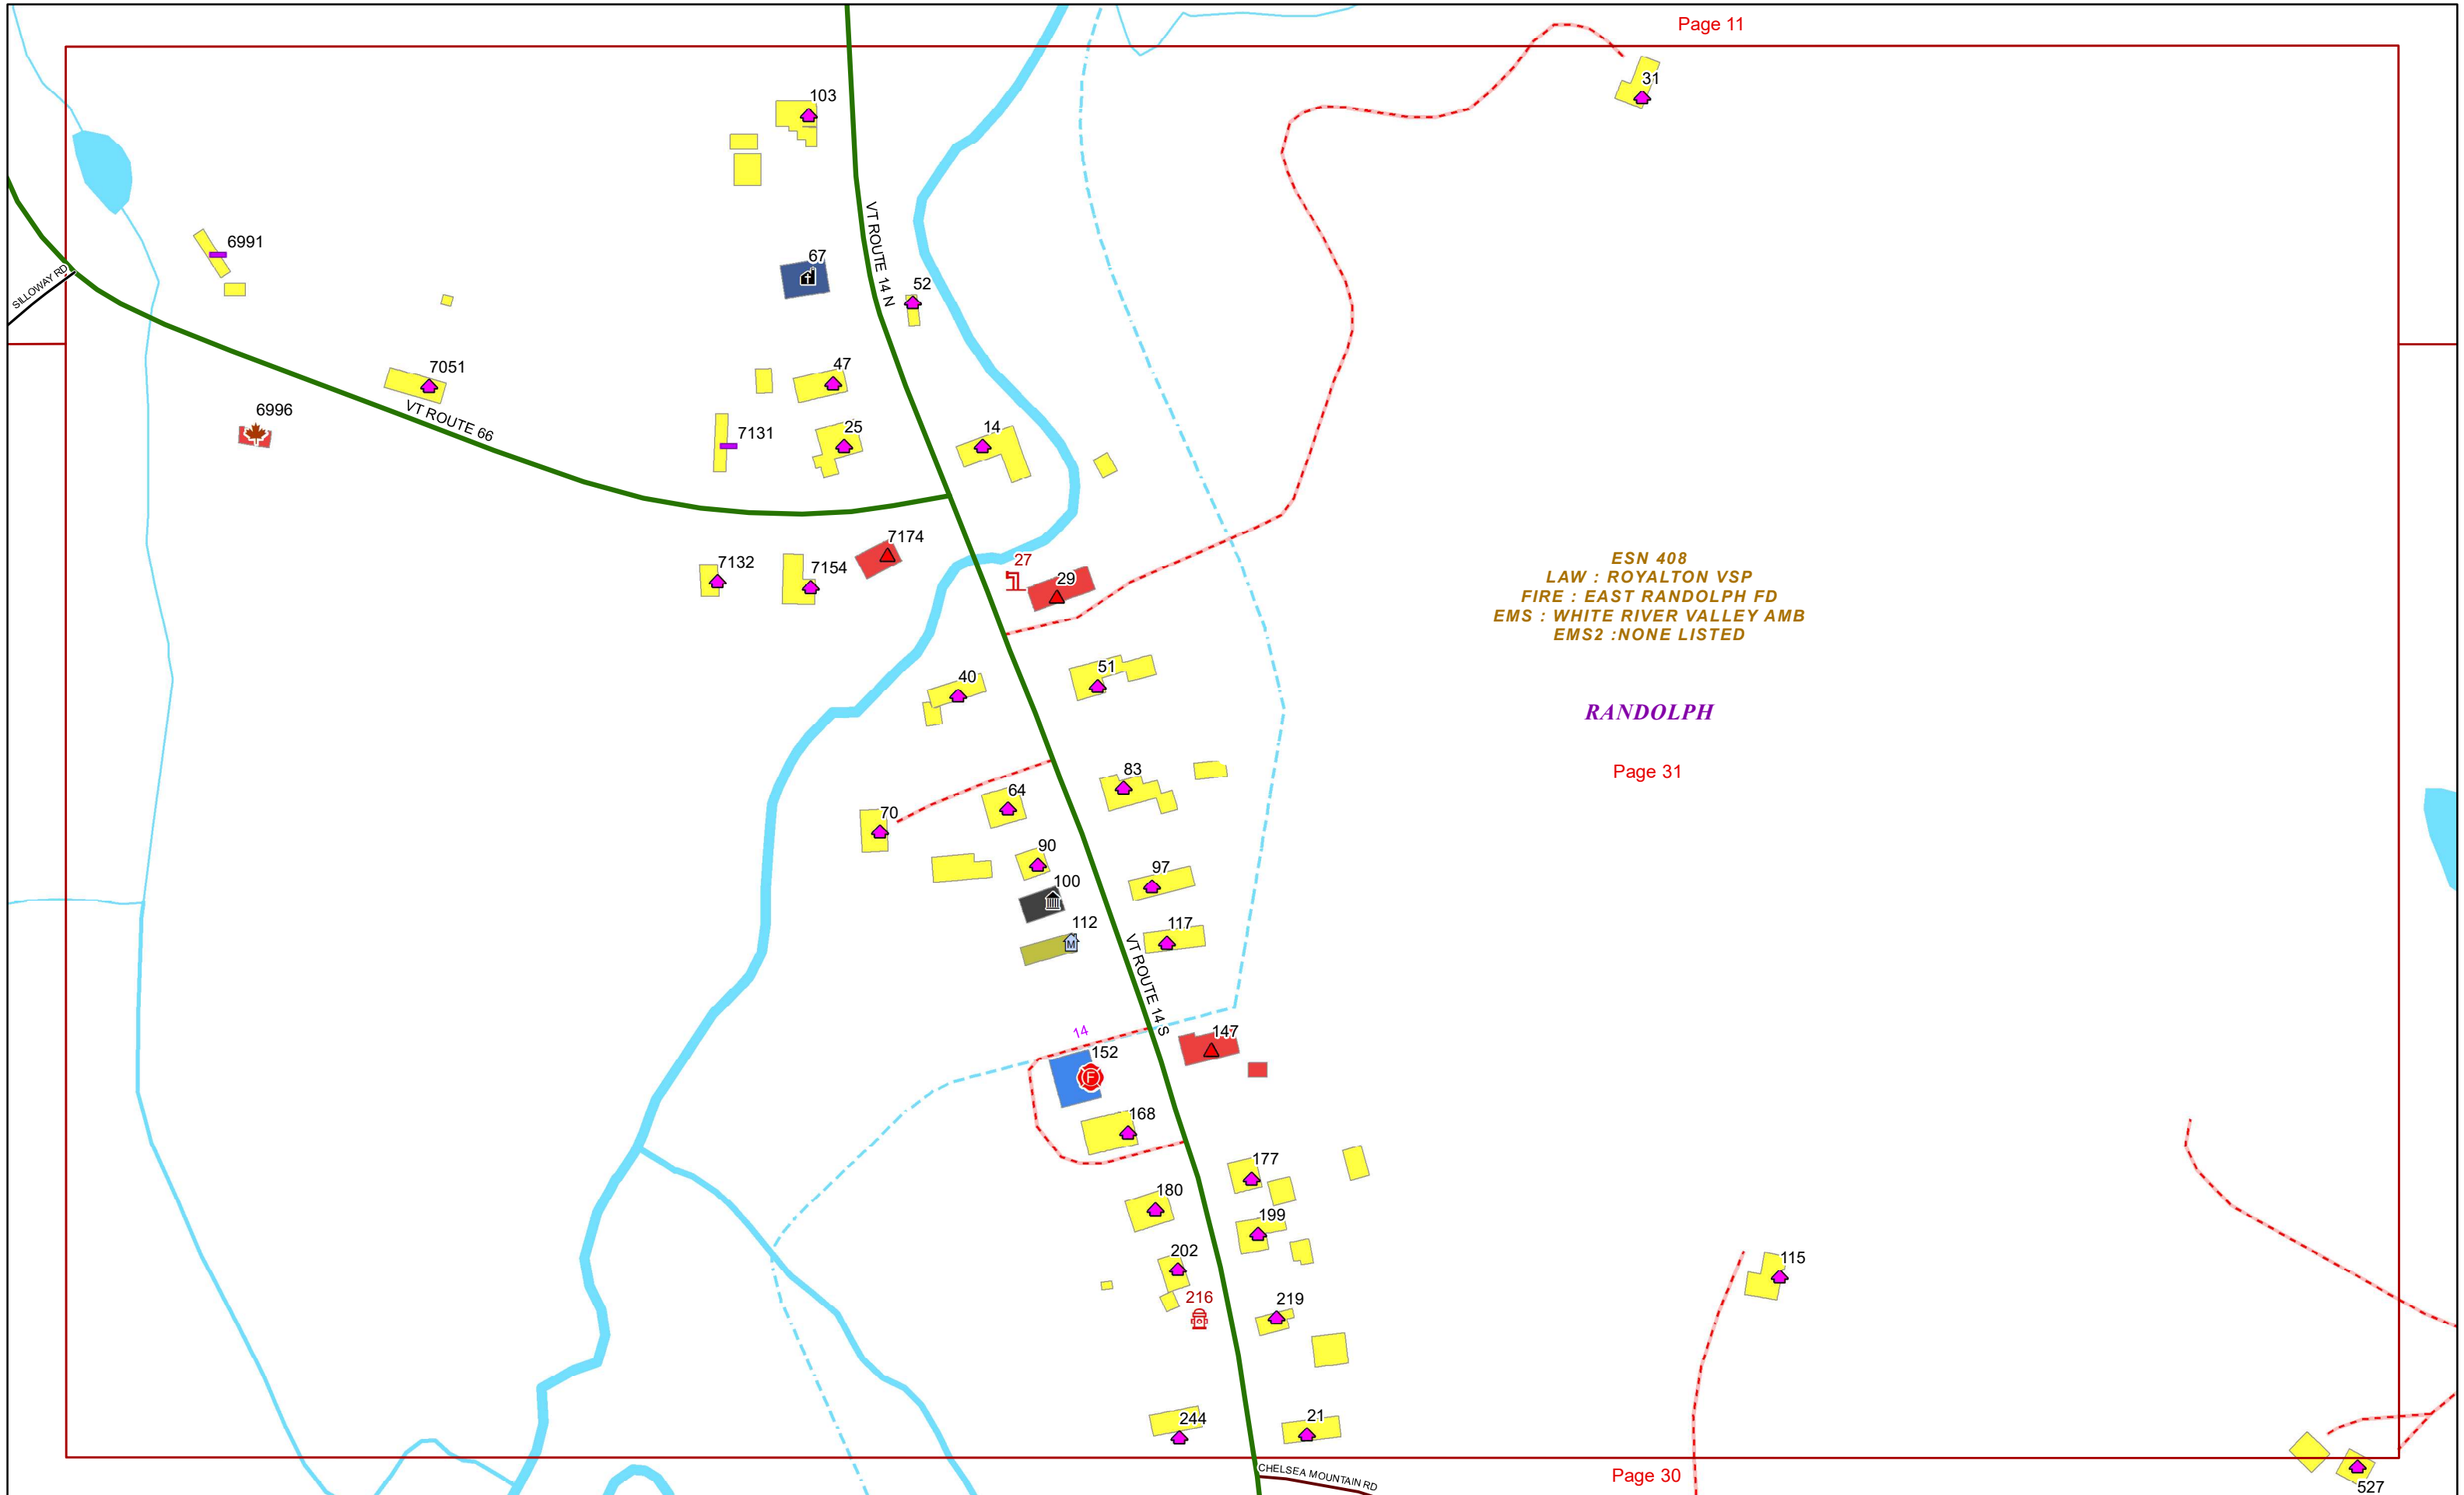 Page 11
31
103
6991
67
VT ROUTE 14 N
SILLOWAY RD
52
7051
47
6996
VT ROUTE 66
7131
25
14
7174
7132
7154
27
29
ESN 408
LAW : ROYALTON VSP
FIRE : EAST RANDOLPH FD
EMS : WHITE RIVER VALLEY AMB
EMS2 :NONE LISTED
40
51
RANDOLPH
83
Page 31
64
70
90
97
100
112
M
117
VT ROUTE 14 S
14
147
152
F
168
177
180
199
202
115
216
219
244
21
CHELSEA MOUNTAIN RD
Page 30
527